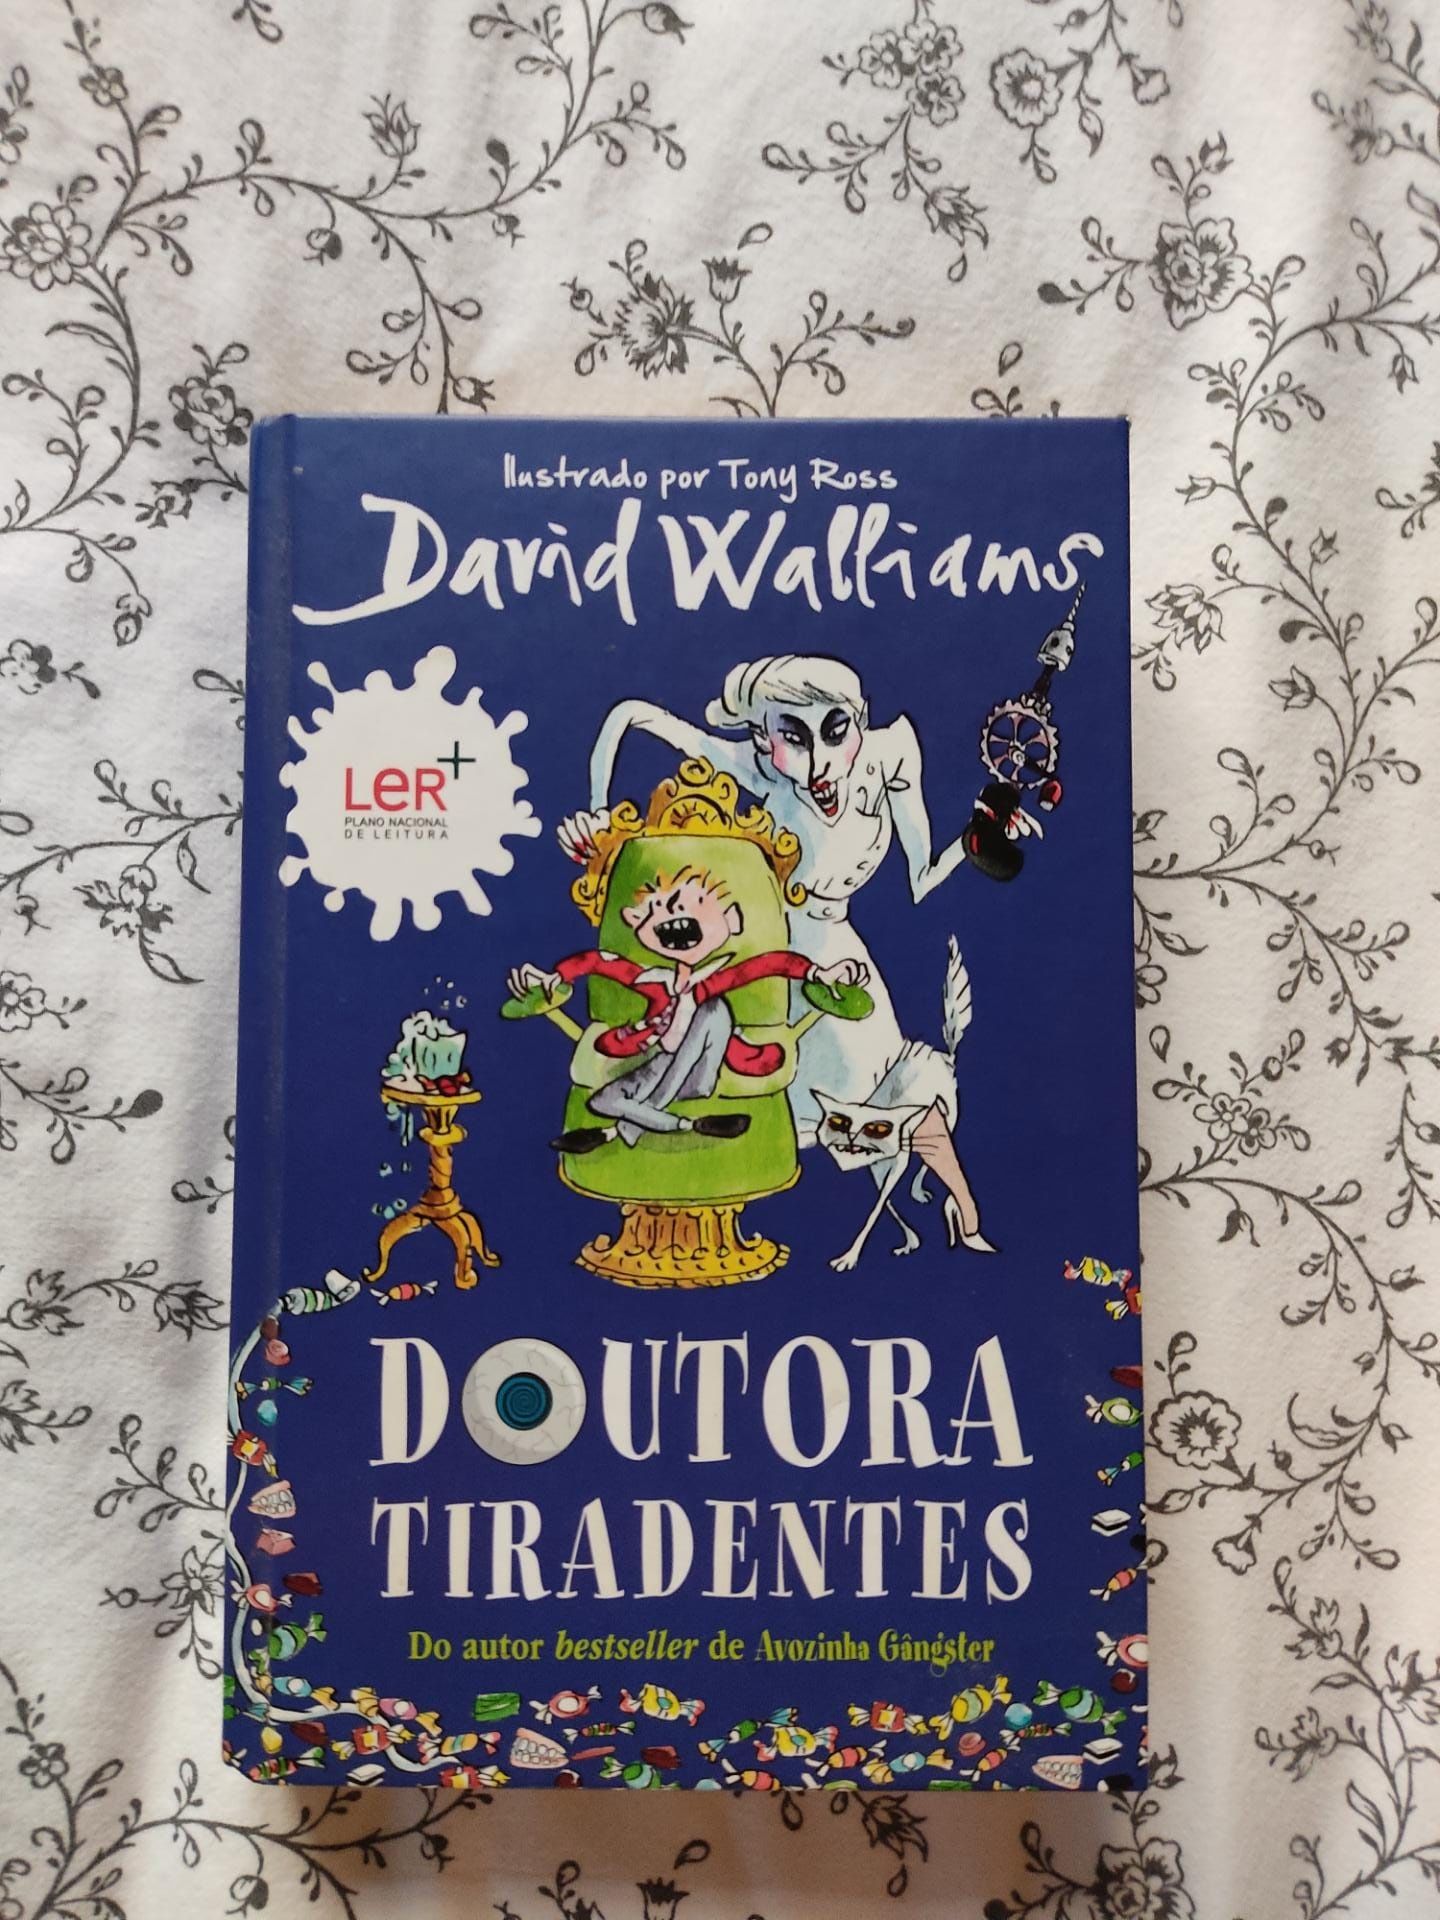 Ilustrado por Tony Ross
David Walliams
LeR+
PLANO NACIONAL
DE LEITURA
DOUTORA
TIRADENTES
Do autor bestseller de Avozinha Gângster